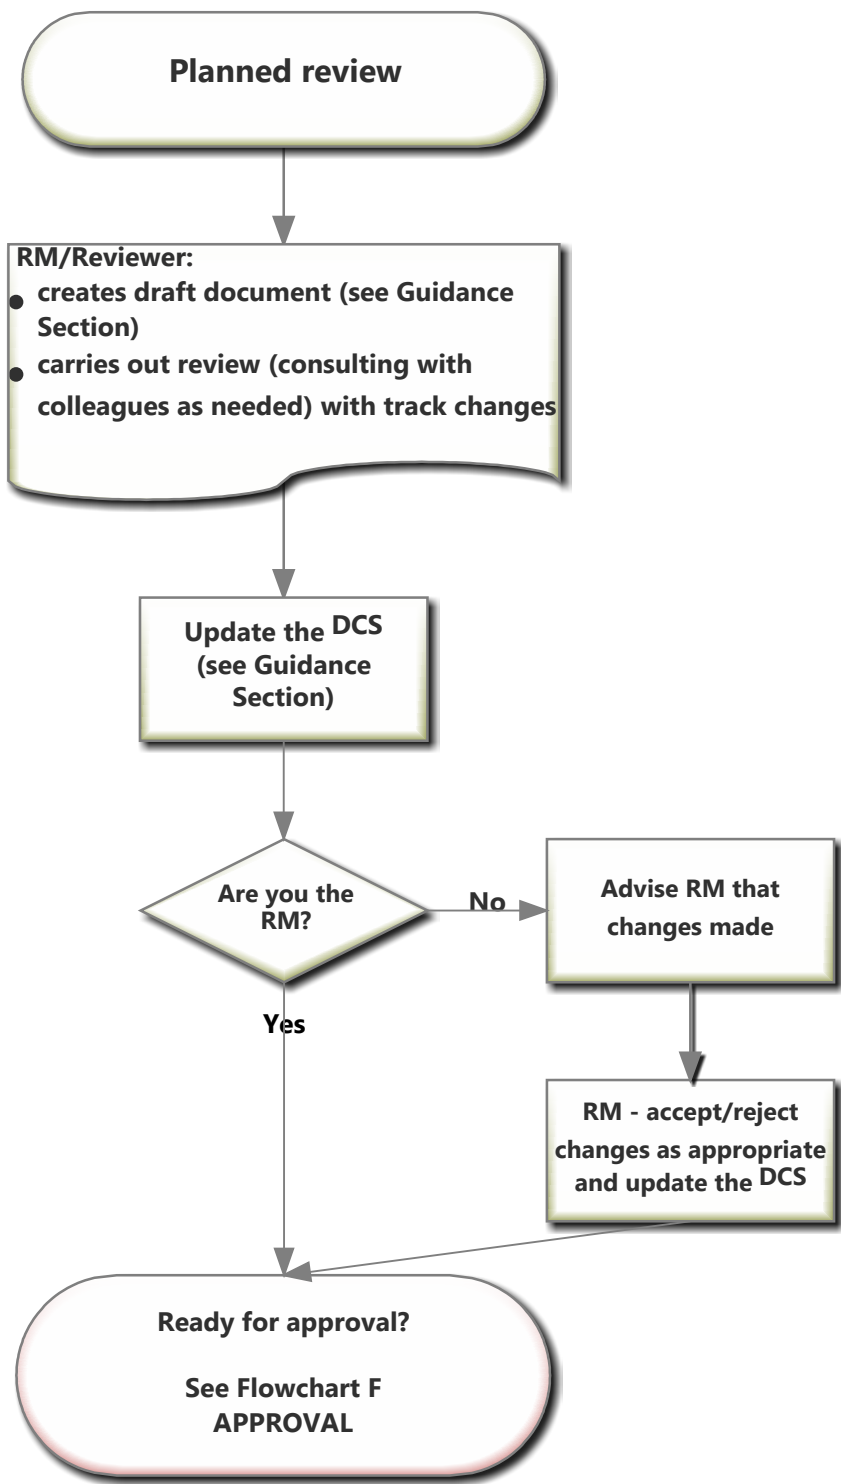 Planned review
RM/Reviewer:
● creates draft document (see Guidance
Section)
● carries out review (consulting with
colleagues as needed) with track changes
Update the DCS
(see Guidance
Section)
Are you the
RM?
No
Advise RM that
changes made
Yes
RM - accept/reject
changes as appropriate
and update the DCS
Ready for approval?
See Flowchart F
APPROVAL